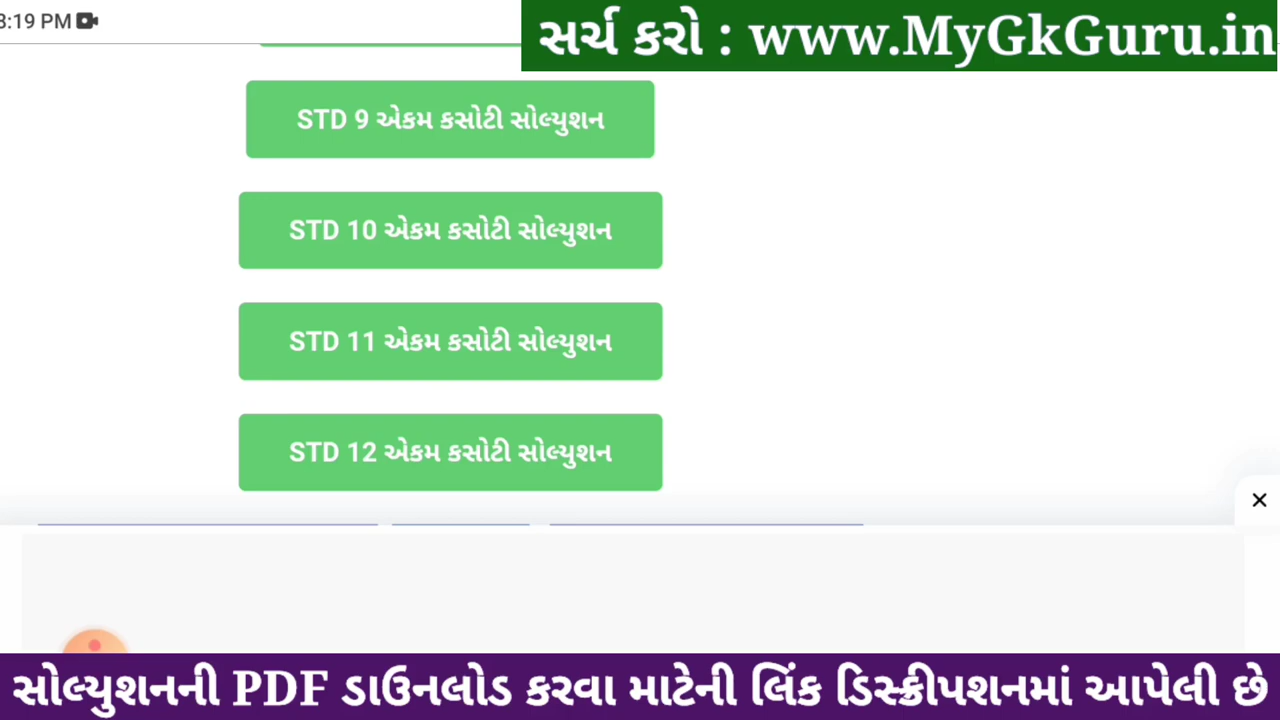 સર્ચ કરો : www.MyGkGuru.in
:19 PM
STD 9 એકમ કસોટી સોલ્યુશન
STD 10 એકમ કસોટી સોલ્યુશન
STD 11 એકમ કસોટી સોલ્યુશન
STD 12 એકમ કસોટી સોલ્યુશન
સોલ્યુશનની PDF ડાઉનલોડ કરવા માટેની લિંક ડિસ્ક્રીપશનમાં આપેલી છે